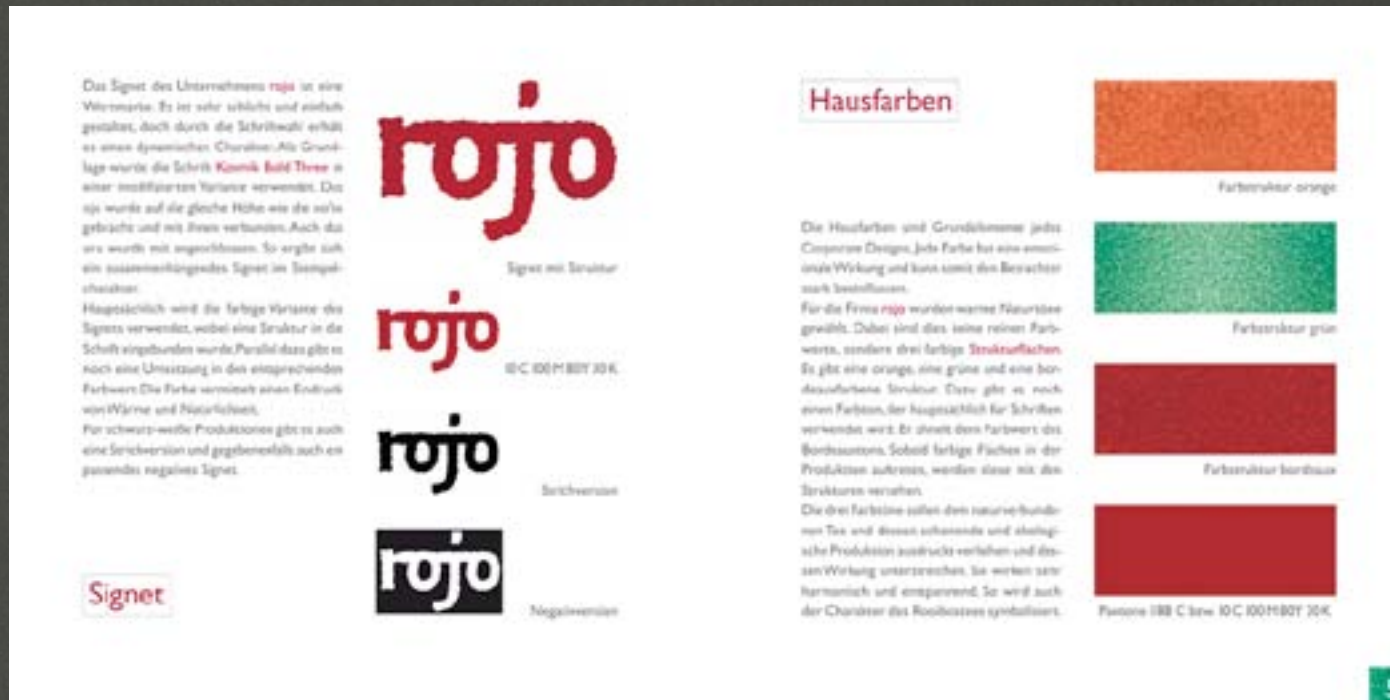 Das Signet des Unternehmens rojo ist eine
Wortmarke. Es ist sehr schlicht und einfach
gestaltet, doch durch die Schriftwahl erhält
es einen dynamischen Charakter. Als Grund-
lage wurde die Schrift Kosmik Bold Three in
einer modifizierten Variante verwendet. Das
ojo wurde auf die gleiche Höhe wie die
gebracht und mit ihnen verbunden. Auch das
wurde mit angeschlossen. So ergibt sich
ein zusammenhängendes Signet im Stempel-
charakter.
Hauptsächlich wird die farbige Variante des
Signets verwendet, wobei eine Struktur in die
Schrift eingebunden wurde. Parallel dazu gibt es
noch eine Umsetzung in den entsprechenden
Farbwert. Die Farbe vermittelt einen Eindruck
von Wärme und Natürlichkeit.
Für schwarz-weiße Produktionen gibt es auch
eine Strichversion und gegebenenfalls auch ein
passendes negatives Signet.
Signet
rojo
Signet mit Struktur
rojo
10 C 100 M 80 Y 30 K
rojo
Strichversion
rojo
Negativversion
Hausfarben
Die Hausfarben sind Grundelemente jedes
Corporate Designs. Jede Farbe hat eine emoti-
onale Wirkung und kann somit den Betrachter
stark beeinflussen.
Für die Firma rojo wurden warme Naturtöne
gewählt. Dabei sind dies keine reinen Farb-
werte, sondern drei farbige Strukturflächen.
Es gibt eine orange, eine grüne und eine bor-
deauxfarbene Struktur. Dazu gibt es noch
einen Farbton, der hauptsächlich für Schriften
verwendet wird. Er ähnelt dem Farbwert des
Bordeauxtons. Sobald farbige Flächen in der
Produktion auftreten, werden diese mit den
Strukturen versehen.
Die drei Farbtöne sollen dem naturverbunde-
nen Tee und dessen schonende und ökologi-
sche Produktion Ausdruck verleihen und des-
sen Wirkung unterstreichen. Sie wirken sehr
harmonisch und entspannend. So wird auch
der Charakter des Rooibostees symbolisiert.
Farbstruktur orange
Farbstruktur grün
Farbstruktur bordeaux
Pantone 188 C bzw. 10 C 100 M 80 Y 30 K